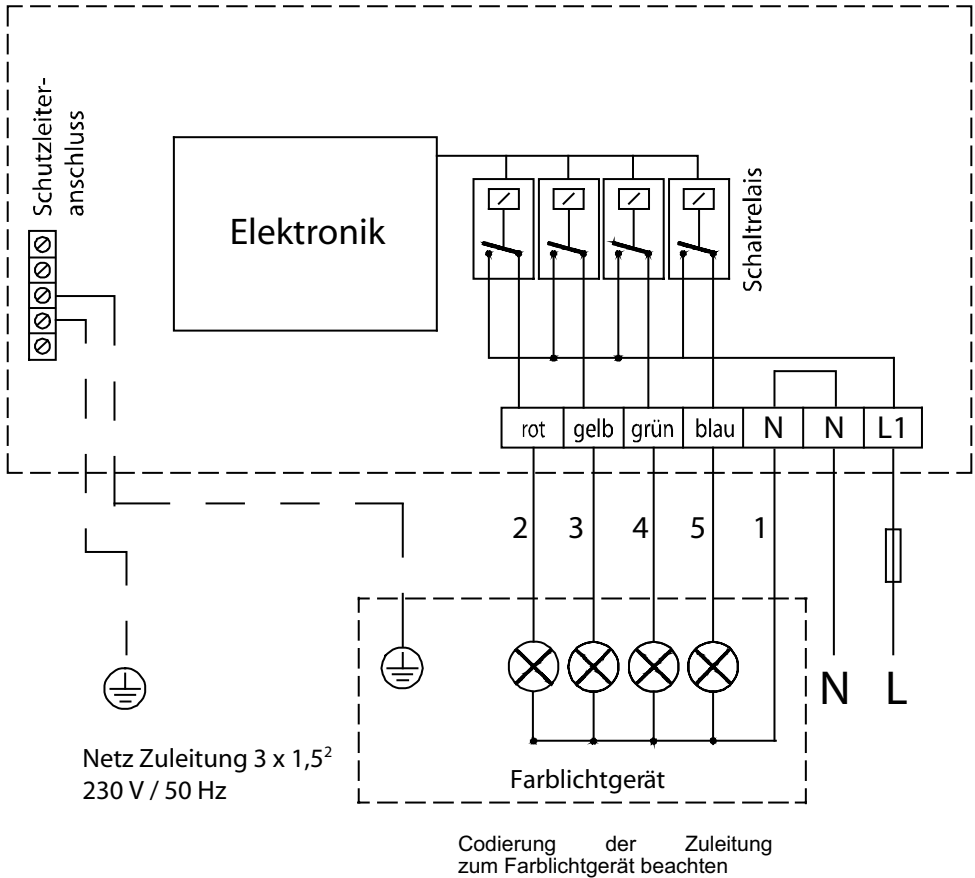 Schutzleiter-
anschluss
Elektronik
Schaltrelais
rot gelb grün blau N N L1
2 3 4 5 1
N L
Netz Zuleitung 3 x 1,5²
230 V / 50 Hz
Farblichtgerät
Codierung der Zuleitung
zum Farblichtgerät beachten